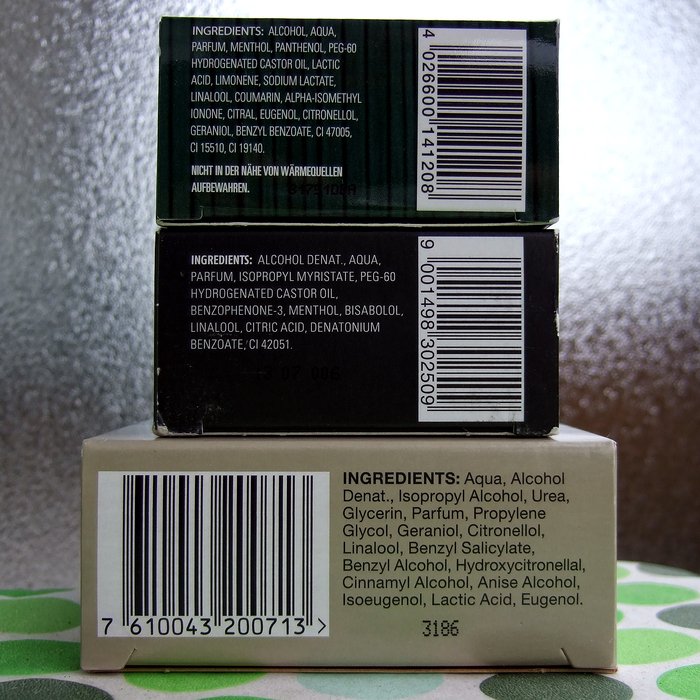 INGREDIENTS: ALCOHOL, AQUA,
PARFUM, MENTHOL, PANTHENOL, PEG-60
HYDROGENATED CASTOR OIL, LACTIC
ACID, LIMONENE, SODIUM LACTATE,
LINALOOL, COUMARIN, ALPHA-ISOMETHYL
IONONE, CITRAL, EUGENOL, CITRONELLOL,
GERANIOL, BENZYL BENZOATE, CI 47005,
CI 15510, CI 19140.
NICHT IN DER NÄHE VON WÄRMEQUELLEN
AUFBEWAHREN.
4 026600 141208
INGREDIENTS: ALCOHOL DENAT., AQUA,
PARFUM, ISOPROPYL MYRISTATE, PEG-60
HYDROGENATED CASTOR OIL,
BENZOPHENONE-3, MENTHOL, BISABOLOL,
LINALOOL, CITRIC ACID, DENATONIUM
BENZOATE, CI 42051.
9 001498 302509
INGREDIENTS: Aqua, Alcohol
Denat., Isopropyl Alcohol, Urea,
Glycerin, Parfum, Propylene
Glycol, Geraniol, Citronellol,
Linalool, Benzyl Salicylate,
Benzyl Alcohol, Hydroxycitronellal,
Cinnamyl Alcohol, Anise Alcohol,
Isoeugenol, Lactic Acid, Eugenol.
3186
7 610043 200713 >